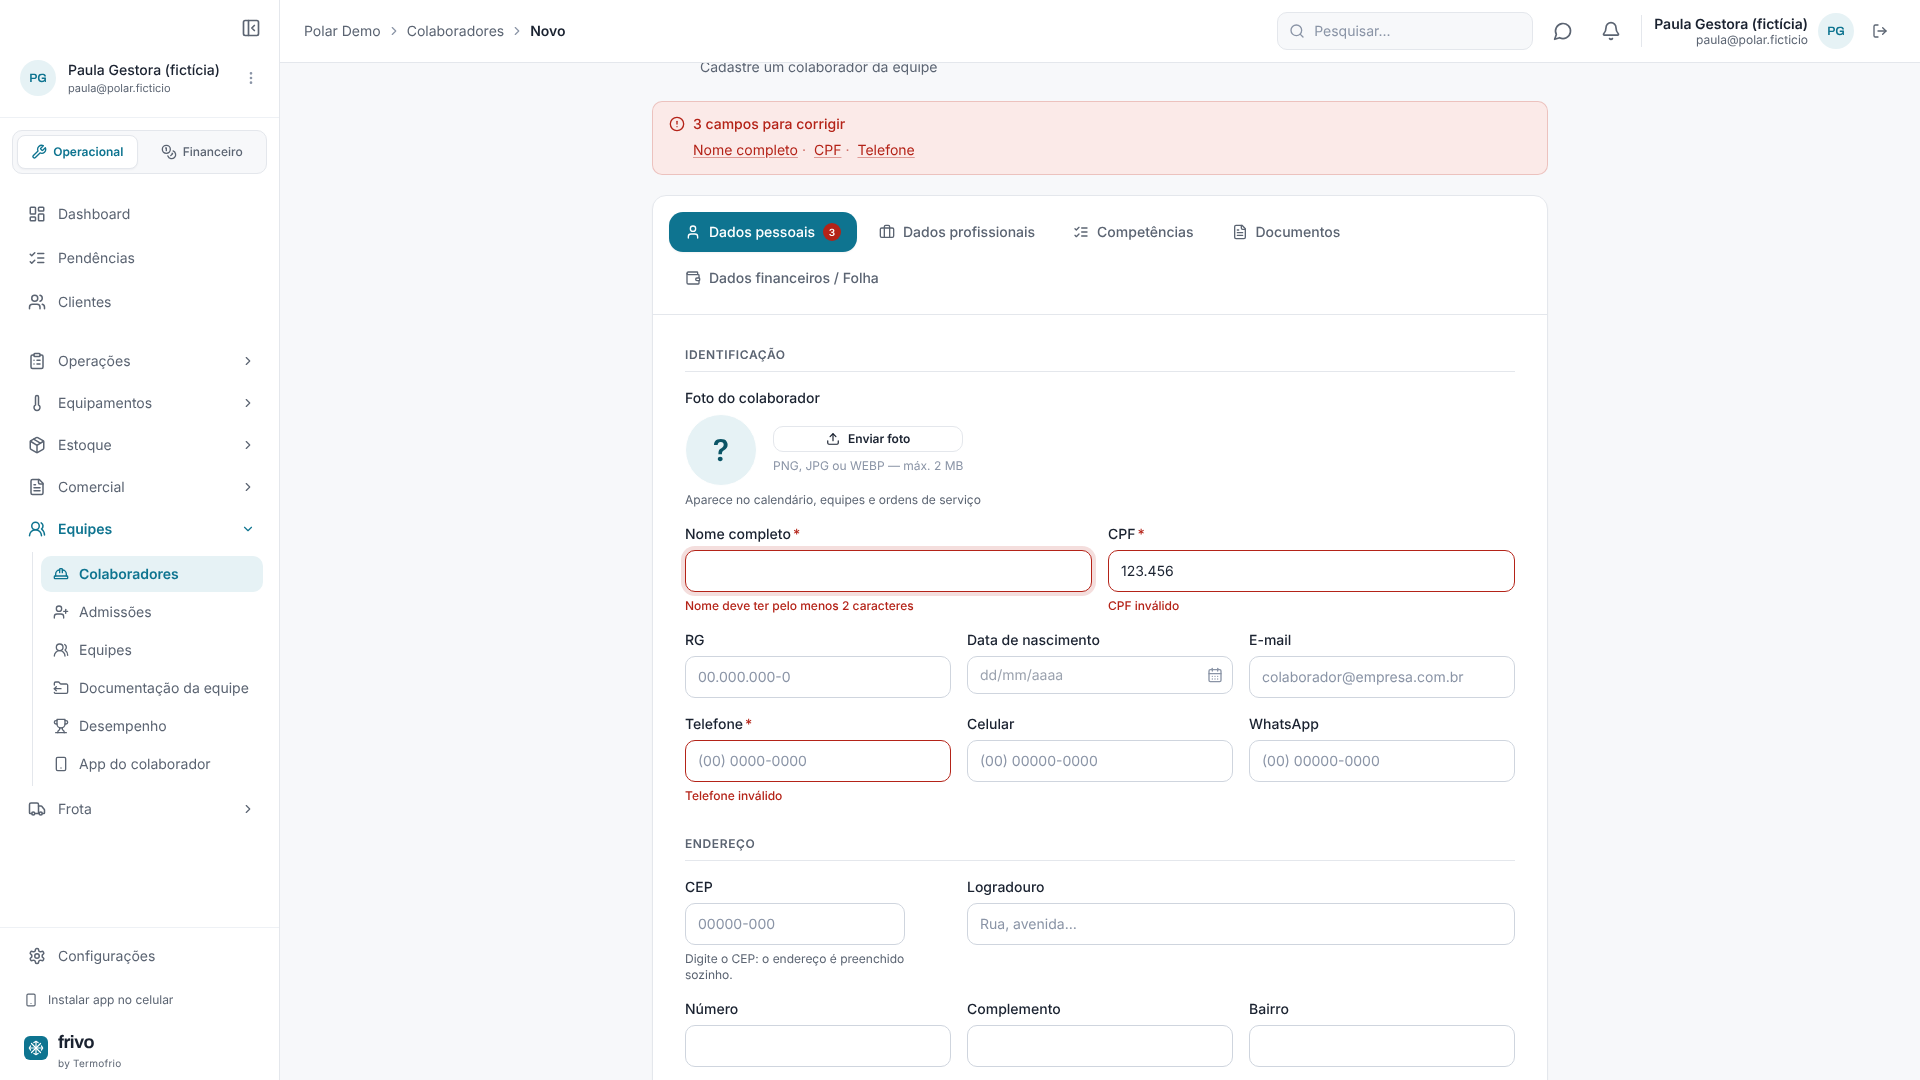 Polar Demo > Colaboradores > Novo
Pesquisar...
Paula Gestora (fictícia)
paula@polar.ficticio
PG
PG
Paula Gestora (fictícia)
paula@polar.ficticio
Operacional
Financeiro
Dashboard
Pendências
Clientes
Operações
Equipamentos
Estoque
Comercial
Equipes
Colaboradores
Admissões
Equipes
Documentação da equipe
Desempenho
App do colaborador
Frota
Configurações
Instalar app no celular
frivo
by Termofrio
Cadastre um colaborador da equipe
3 campos para corrigir
Nome completo · CPF · Telefone
Dados pessoais 3
Dados profissionais
Competências
Documentos
Dados financeiros / Folha
IDENTIFICAÇÃO
Foto do colaborador
?
Enviar foto
PNG, JPG ou WEBP — máx. 2 MB
Aparece no calendário, equipes e ordens de serviço
Nome completo *
CPF *
123.456
Nome deve ter pelo menos 2 caracteres
CPF inválido
RG
Data de nascimento
E-mail
00.000.000-0
dd/mm/aaaa
colaborador@empresa.com.br
Telefone *
Celular
WhatsApp
(00) 0000-0000
(00) 00000-0000
(00) 00000-0000
Telefone inválido
ENDEREÇO
CEP
Logradouro
00000-000
Rua, avenida...
Digite o CEP: o endereço é preenchido
sozinho.
Número
Complemento
Bairro